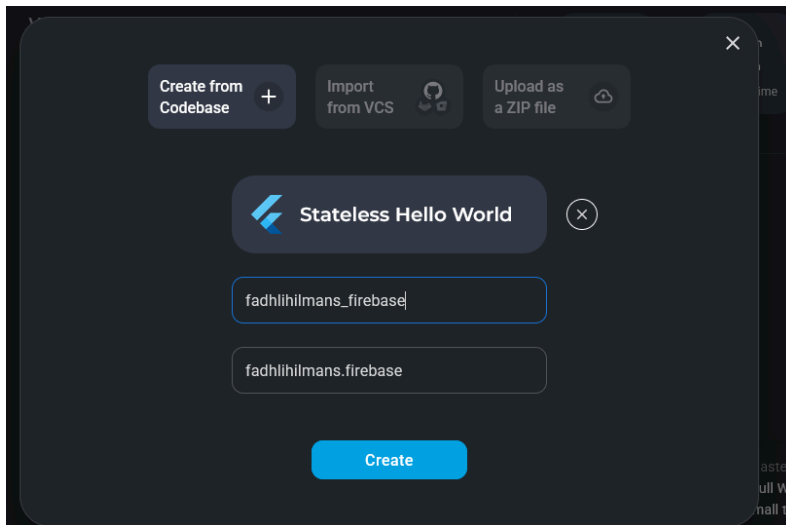 Create from
Codebase
Import
from VCS
Upload as
a ZIP file
Stateless Hello World
fadhlihilmans_firebase
fadhlihilmans.firebase
Create